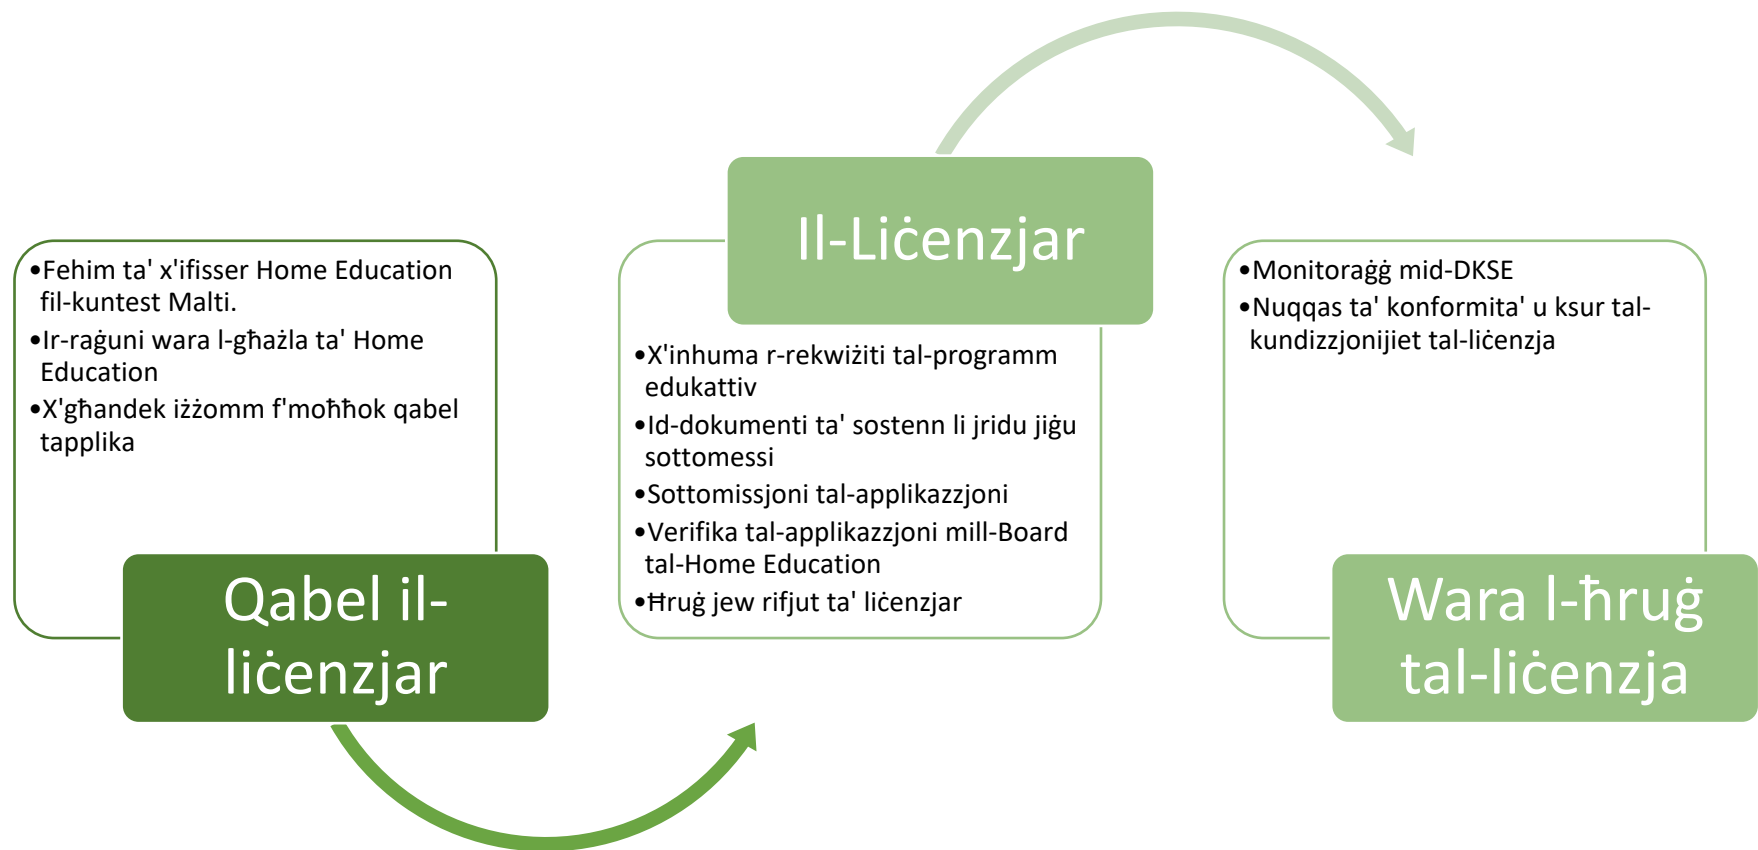 •Fehim ta' x'ifisser Home Education
fil-kuntest Malti.
•Ir-raġuni wara l-għażla ta' Home
Education
•X'għandek iżżomm f'moħħok qabel
tapplika
Qabel il-
liċenzjar
Il-Liċenzjar
•X'inhuma r-rekwiżiti tal-programm
edukattiv
•Id-dokumenti ta' sostenn li jridu jiġu
sottomessi
•Sottomissjoni tal-applikazzjoni
•Verifika tal-applikazzjoni mill-Board
tal-Home Education
•Ħruġ jew rifjut ta' liċenzjar
•Monitoraġġ mid-DKSE
•Nuqqas ta' konformita' u ksur tal-
kundizzjonijiet tal-liċenzja
Wara l-ħruġ
tal-liċenzja